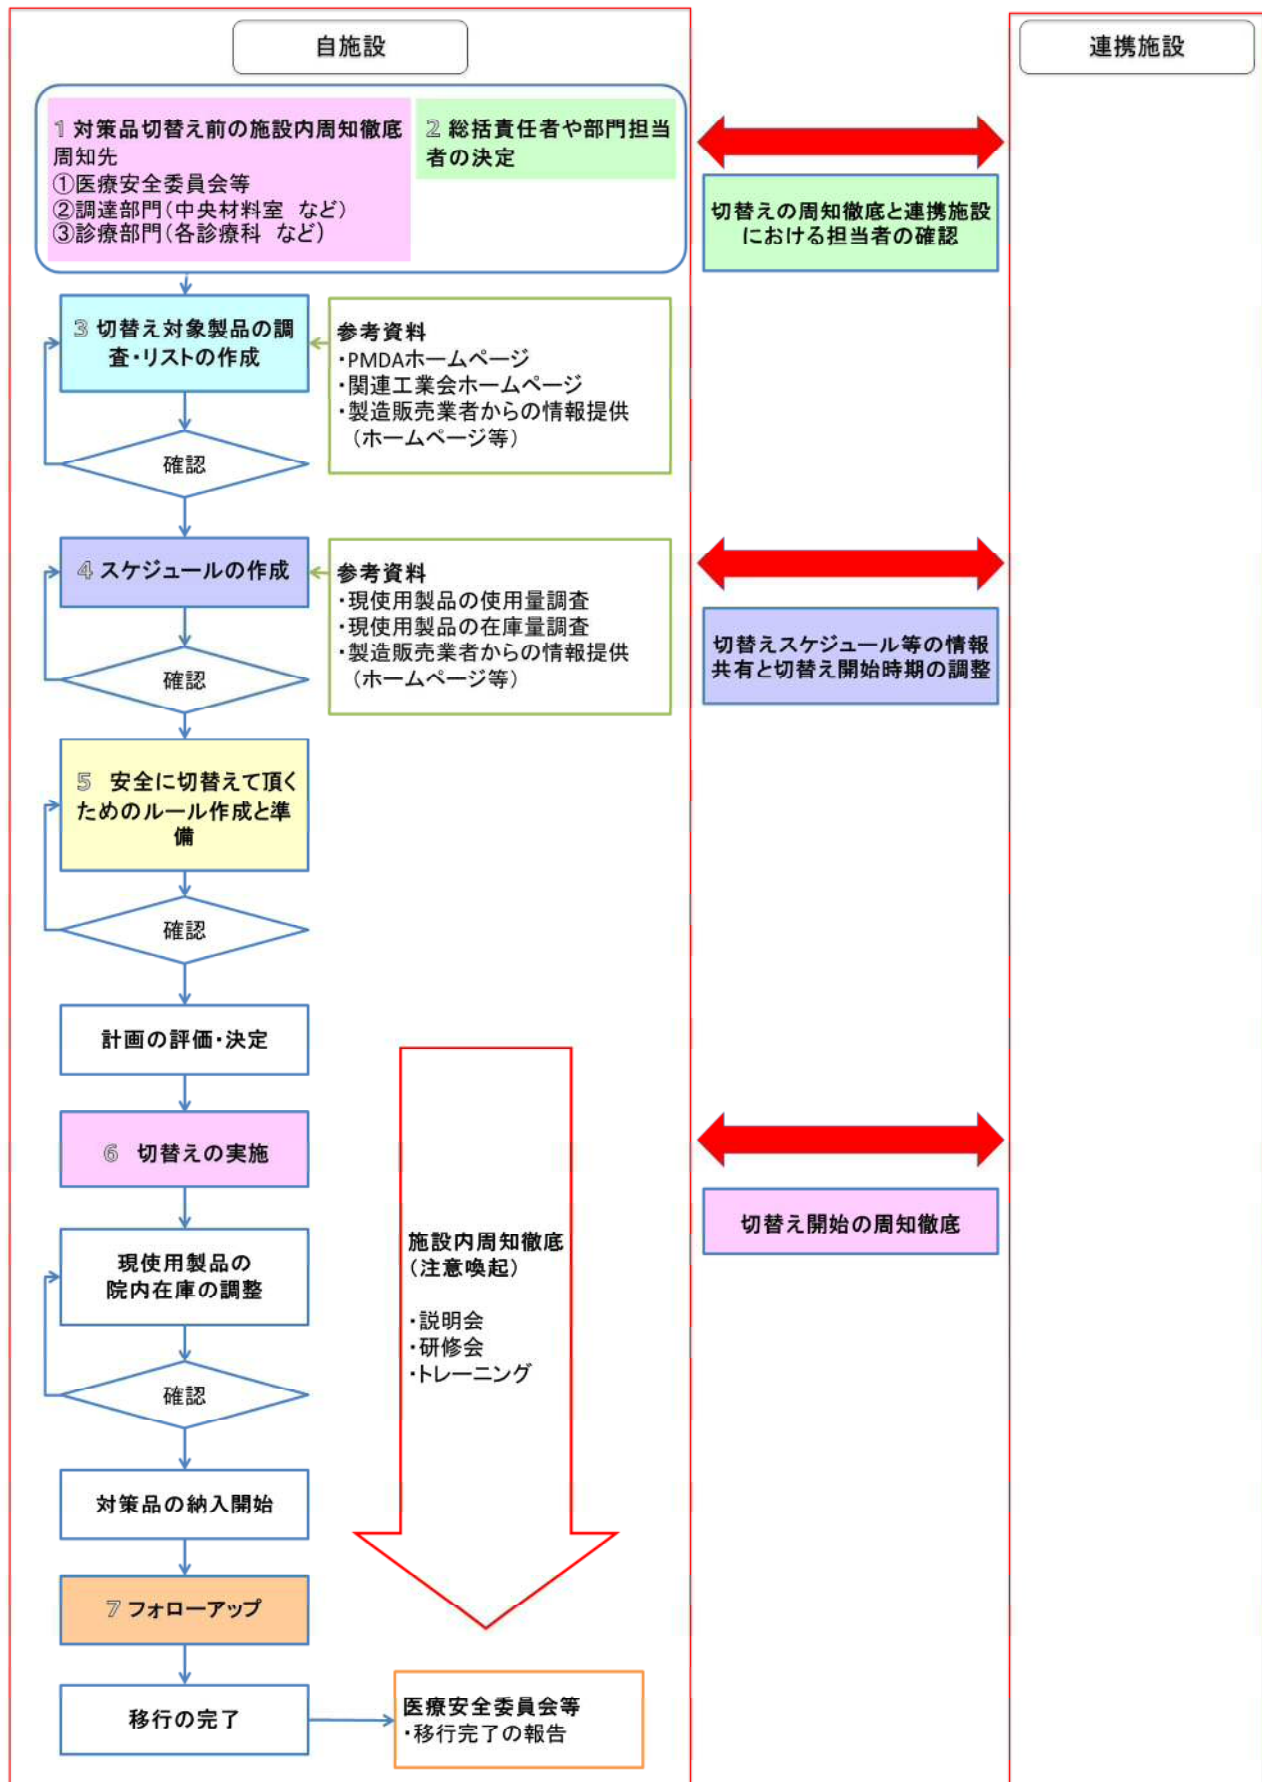 自施設
連携施設
1 対策品切替え前の施設内周知徹底
周知先
①医療安全委員会等
②調達部門(中央材料室 など)
③診療部門(各診療科 など)
2 総括責任者や部門担当
者の決定
切替えの周知徹底と連携施設
における担当者の確認
3 切替え対象製品の調
査・リストの作成
参考資料
・PMDAホームページ
・関連工業会ホームページ
・製造販売業者からの情報提供
(ホームページ等)
確認
4 スケジュールの作成
参考資料
・現使用製品の使用量調査
・現使用製品の在庫量調査
・製造販売業者からの情報提供
(ホームページ等)
切替えスケジュール等の情報
共有と切替え開始時期の調整
確認
5 安全に切替えて頂く
ためのルール作成と準
備
確認
計画の評価・決定
6 切替えの実施
切替え開始の周知徹底
現使用製品の
院内在庫の調整
施設内周知徹底
(注意喚起)
・説明会
・研修会
・トレーニング
確認
対策品の納入開始
7 フォローアップ
移行の完了
医療安全委員会等
・移行完了の報告